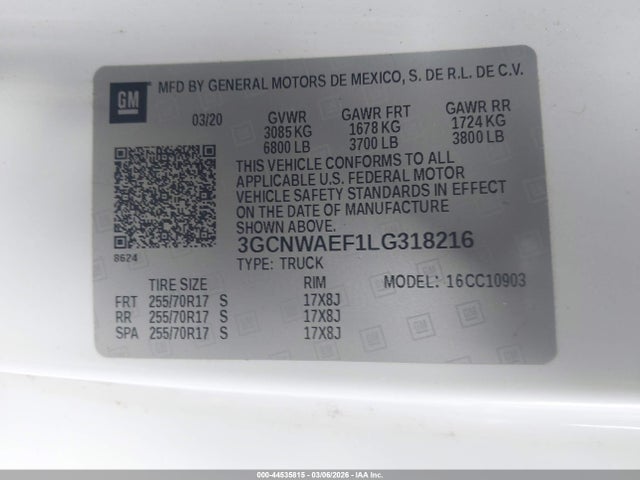 GM
MFD BY GENERAL MOTORS DE MEXICO, S. DE R.L. DE C.V.
03/20 GVWR GAWR FRT GAWR RR
3085 KG 1678 KG 1724 KG
6800 LB 3700 LB 3800 LB
THIS VEHICLE CONFORMS TO ALL
APPLICABLE U.S. FEDERAL MOTOR
VEHICLE SAFETY STANDARDS IN EFFECT
ON THE DATE OF MANUFACTURE
SHOWN ABOVE.
8624
3GCNWAEF1LG318216
TYPE: TRUCK MODEL: 16CC10903
TIRE SIZE RIM
FRT 255/70R17 S 17X8J
RR 255/70R17 S 17X8J
SPA 255/70R17 S 17X8J
000-44535815 - 03/06/2026 - IAA Inc.